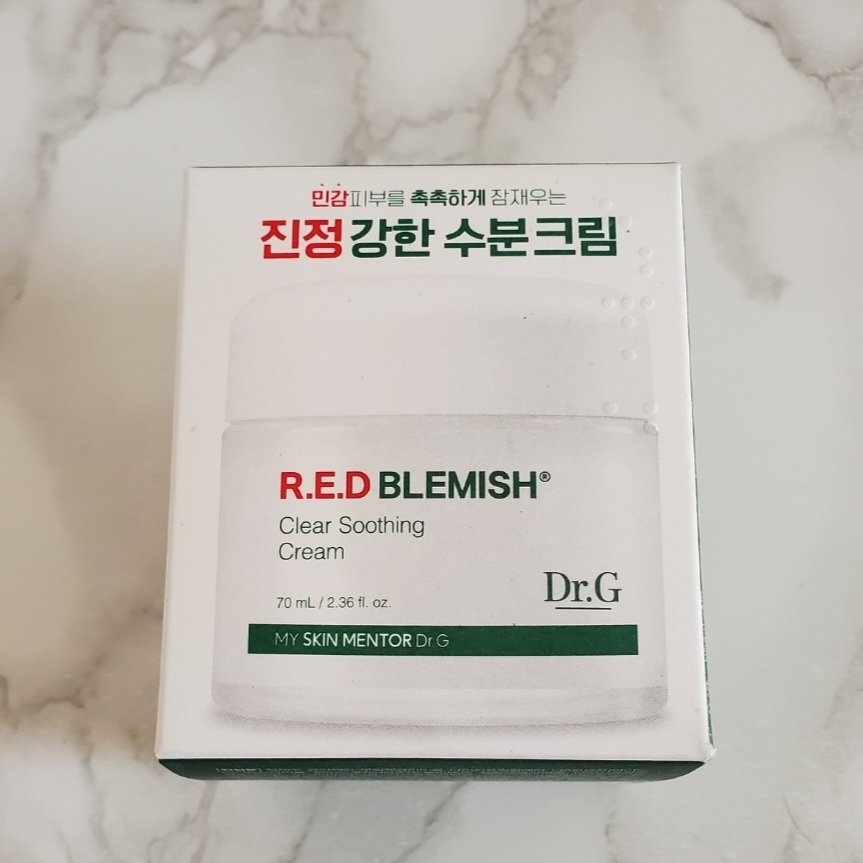 민감피부를 촉촉하게 잠재우는
진정 강한 수분크림
R.E.D BLEMISH®
Clear Soothing
Cream
70 mL / 2.36 fl. oz.
Dr.G
MY SKIN MENTOR Dr.G